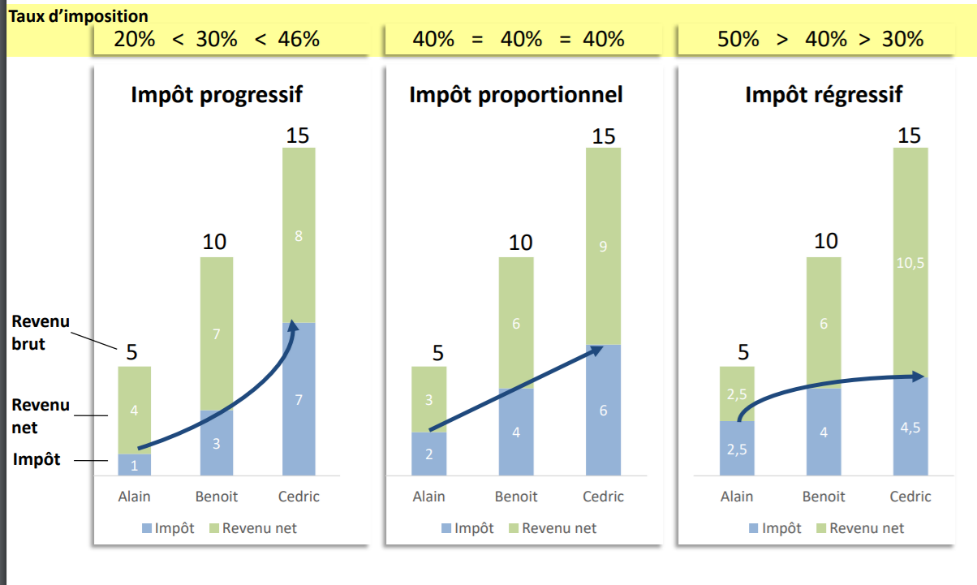 Taux d'imposition
20% < 30% < 46%
40% = 40% = 40%
50% > 40% > 30%
Impôt progressif
15
10
5
8
7
4
7
3
1
Revenu
brut
Revenu
net
Impôt
Alain Benoit Cedric
Impôt Revenu net
Impôt proportionnel
15
10
5
9
6
3
6
4
2
Alain Benoit Cedric
Impôt Revenu net
Impôt régressif
15
10
5
10,5
6
2,5
4,5
4
2,5
Alain Benoit Cedric
Impôt Revenu net